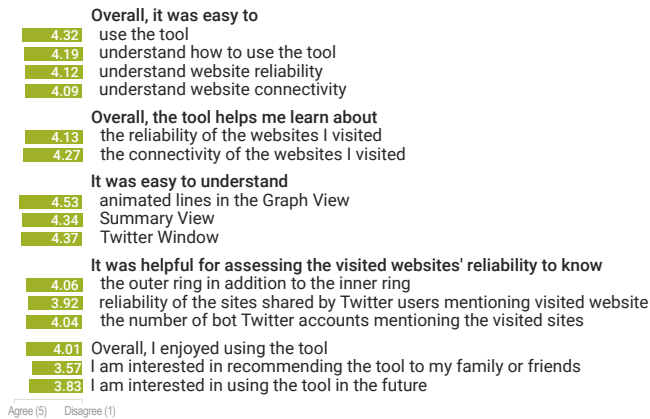 Overall, it was easy to
4.32 use the tool
4.19 understand how to use the tool
4.12 understand website reliability
4.09 understand website connectivity
Overall, the tool helps me learn about
4.13 the reliability of the websites I visited
4.27 the connectivity of the websites I visited
It was easy to understand
4.53 animated lines in the Graph View
4.34 Summary View
4.37 Twitter Window
It was helpful for assessing the visited websites' reliability to know
4.06 the outer ring in addition to the inner ring
3.92 reliability of the sites shared by Twitter users mentioning visited website
4.04 the number of bot Twitter accounts mentioning the visited sites
4.01 Overall, I enjoyed using the tool
3.57 I am interested in recommending the tool to my family or friends
3.83 I am interested in using the tool in the future
Agree (5) Disagree (1)